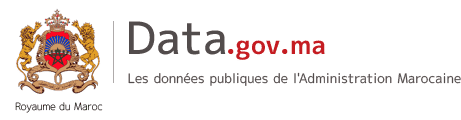 Data.gov.ma
Les données publiques de l'Administration Marocaine
Royaume du Maroc